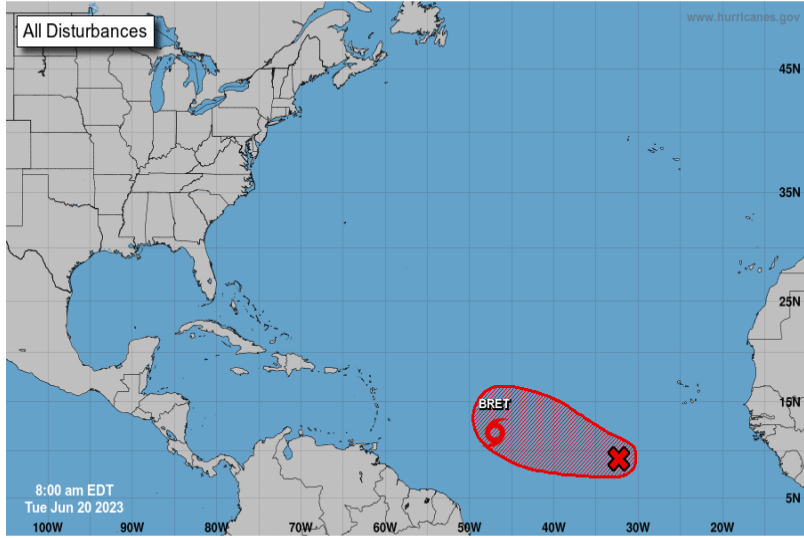 www.hurricanes.gov
All Disturbances
45N
35N
25N
15N
BRET
5N
8:00 am EDT
Tue Jun 20 2023
100W 90W 80W 70W 60W 50W 40W 30W 20W